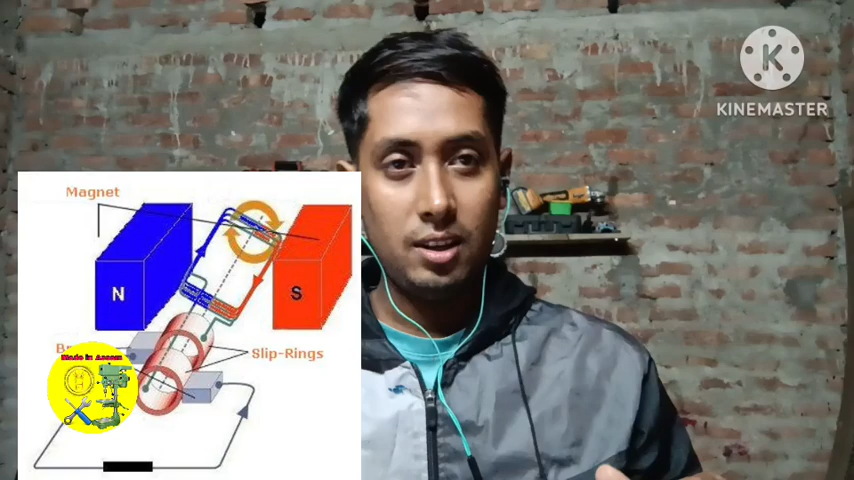 KINEMASTER
Magnet
N
S
Slip-Rings
Made in Assam